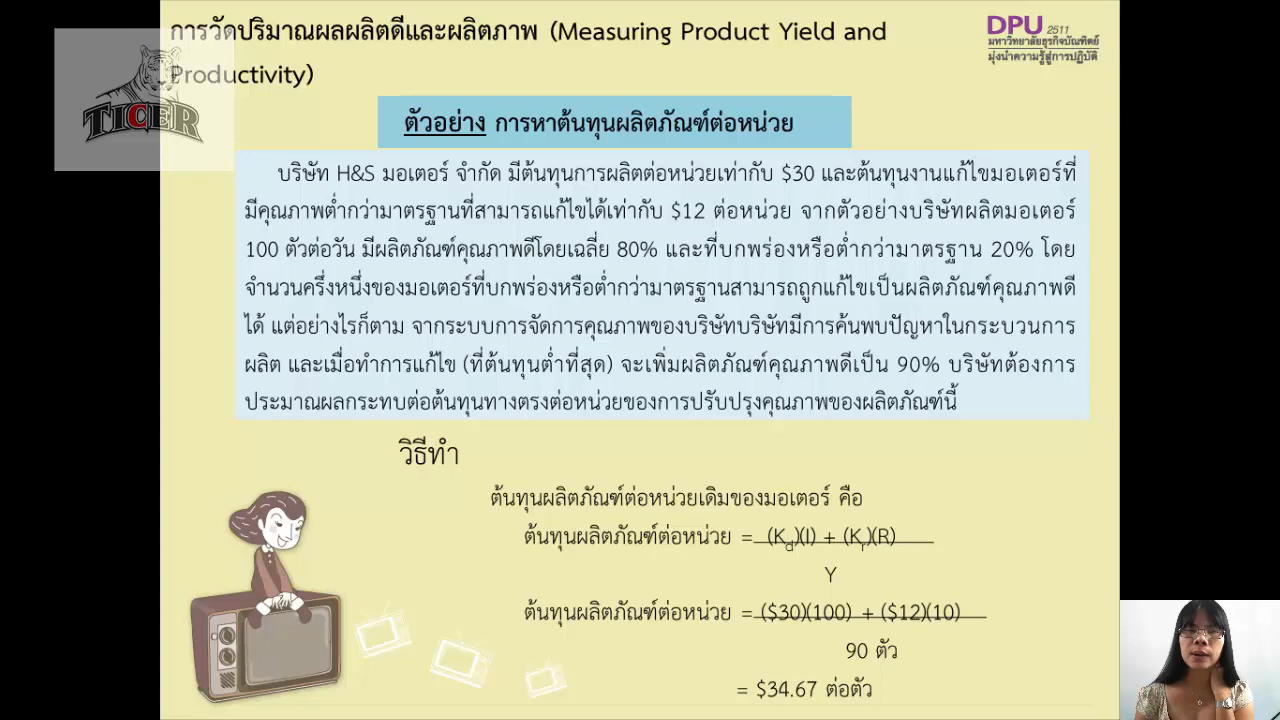 การวัดปริมาณผลผลิตดีและผลิตภาพ (Measuring Product Yield and
Productivity)
DPU 2511
มหาวิทยาลัยธุรกิจบัณฑิตย์
มุ่งนำความรู้สู่การปฏิบัติ
TICER
ตัวอย่าง การหาต้นทุนผลิตภัณฑ์ต่อหน่วย
บริษัท H&S มอเตอร์ จำกัด มีต้นทุนการผลิตต่อหน่วยเท่ากับ $30 และต้นทุนงานแก้ไขมอเตอร์ที่
มีคุณภาพต่ำกว่ามาตรฐานที่สามารถแก้ไขได้เท่ากับ $12 ต่อหน่วย จากตัวอย่างบริษัทผลิตมอเตอร์
100 ตัวต่อวัน มีผลิตภัณฑ์คุณภาพดีโดยเฉลี่ย 80% และที่บกพร่องหรือต่ำกว่ามาตรฐาน 20% โดย
จำนวนครึ่งหนึ่งของมอเตอร์ที่บกพร่องหรือต่ำกว่ามาตรฐานสามารถถูกแก้ไขเป็นผลิตภัณฑ์คุณภาพดี
ได้ แต่อย่างไรก็ตาม จากระบบการจัดการคุณภาพของบริษัทบริษัทมีการค้นพบปัญหาในกระบวนการ
ผลิต และเมื่อทำการแก้ไข (ที่ต้นทุนต่ำที่สุด) จะเพิ่มผลิตภัณฑ์คุณภาพดีเป็น 90% บริษัทต้องการ
ประมาณผลกระทบต่อต้นทุนทางตรงต่อหน่วยของการปรับปรุงคุณภาพของผลิตภัณฑ์นี้
วิธีทำ
ต้นทุนผลิตภัณฑ์ต่อหน่วยเดิมของมอเตอร์ คือ
ต้นทุนผลิตภัณฑ์ต่อหน่วย = (Kd)(I) + (Kr)(R)
Y
ต้นทุนผลิตภัณฑ์ต่อหน่วย = ($30)(100) + ($12)(10)
90 ตัว
= $34.67 ต่อตัว